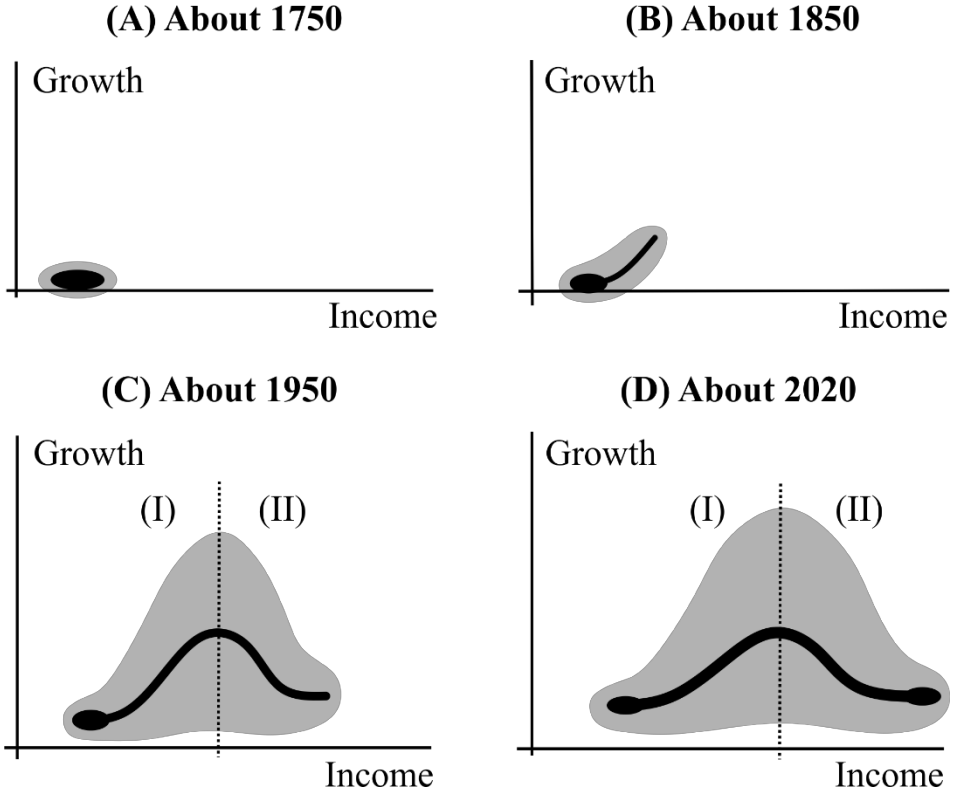 (A) About 1750
Growth
Income
(B) About 1850
Growth
Income
(C) About 1950
Growth
(I)
(II)
Income
(D) About 2020
Growth
(I)
(II)
Income